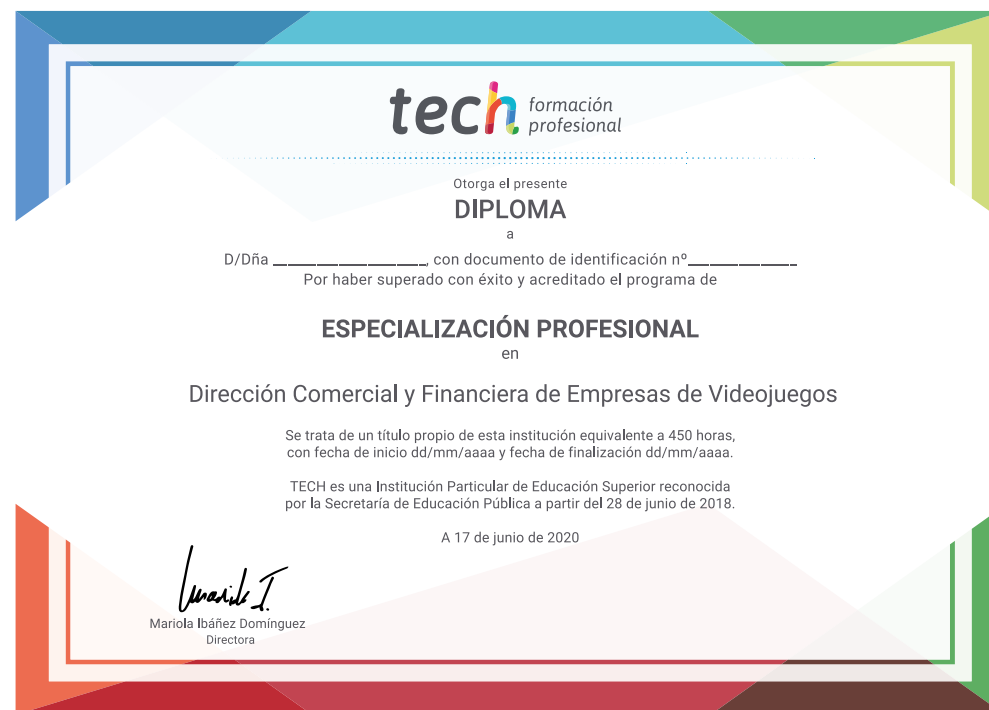 tech formación
profesional
Otorga el presente
DIPLOMA
a
D/Dña ____________________, con documento de identificación nº______________
Por haber superado con éxito y acreditado el programa de
ESPECIALIZACIÓN PROFESIONAL
en
Dirección Comercial y Financiera de Empresas de Videojuegos
Se trata de un título propio de esta institución equivalente a 450 horas,
con fecha de inicio dd/mm/aaaa y fecha de finalización dd/mm/aaaa.
TECH es una Institución Particular de Educación Superior reconocida
por la Secretaría de Educación Pública a partir del 28 de junio de 2018.
A 17 de junio de 2020
Mariola Ibáñez Domínguez
Directora